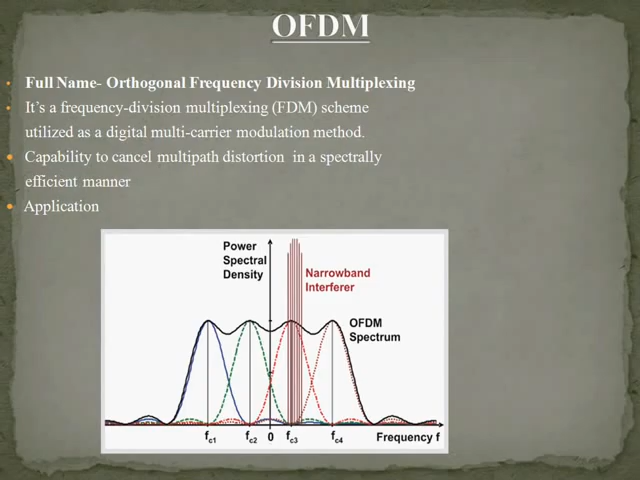 OFDM
• Full Name- Orthogonal Frequency Division Multiplexing
• It's a frequency-division multiplexing (FDM) scheme
utilized as a digital multi-carrier modulation method.
• Capability to cancel multipath distortion in a spectrally
efficient manner
• Application
Power
Spectral
Density
Narrowband
Interferer
OFDM
Spectrum
fc1 fc2 0 fc3 fc4 Frequency f